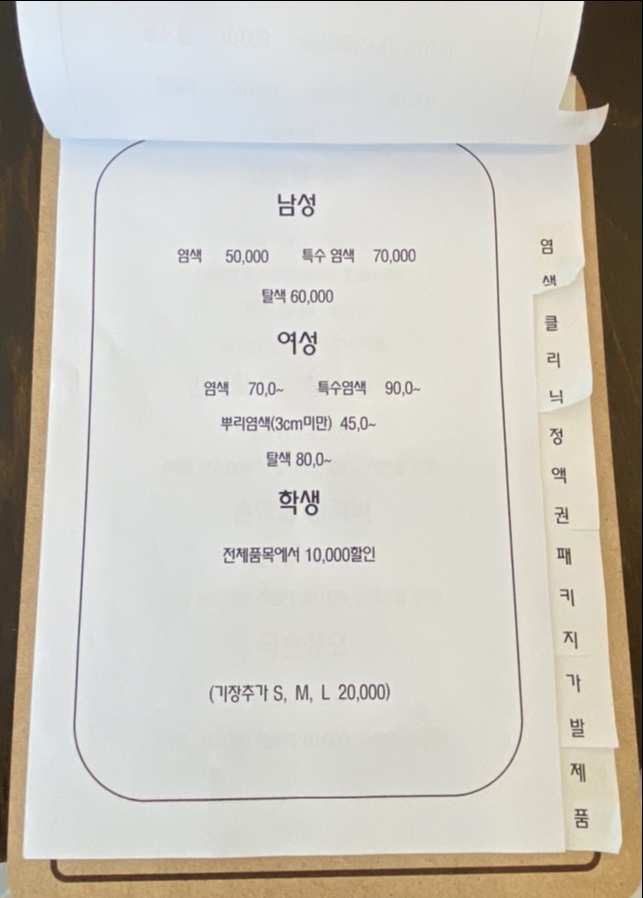 남성
염색 50,000 특수 염색 70,000
탈색 60,000
여성
염색 70,0~ 특수염색 90,0~
뿌리염색(3cm미만) 45,0~
탈색 80,0~
학생
전제품목에서 10,000할인
(기장추가 S, M, L 20,000)
염색
클리닉
정액권
패키지
가발
제품